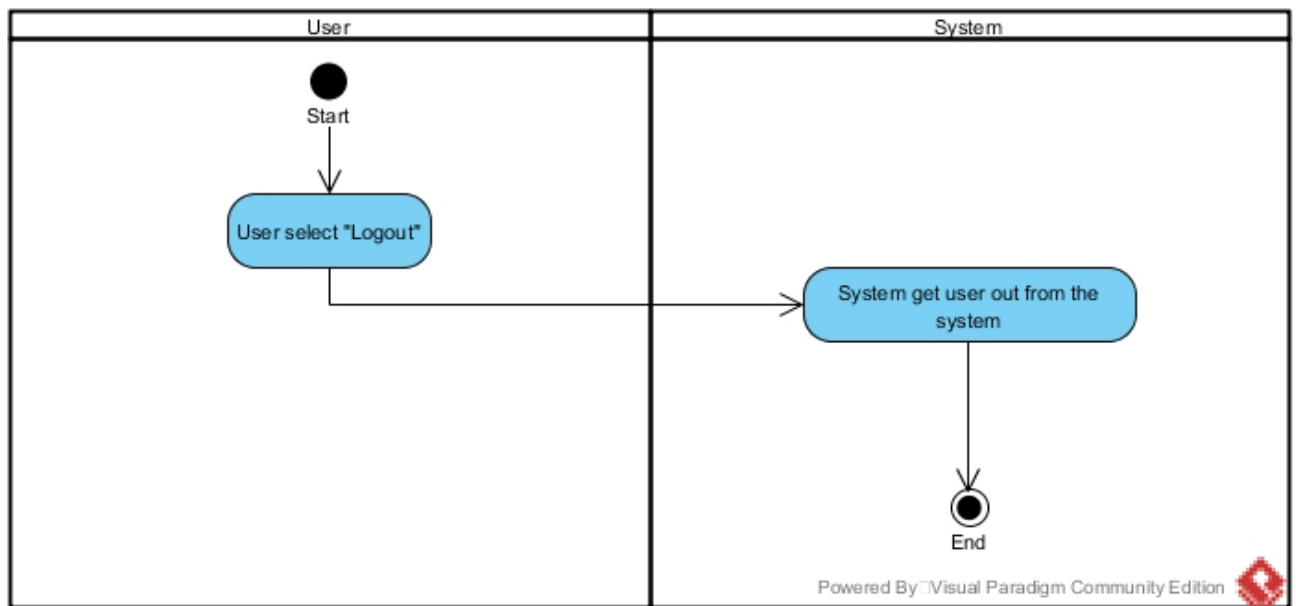 User
System
Start
User select "Logout"
System get user out from the
system
End
Powered By Visual Paradigm Community Edition